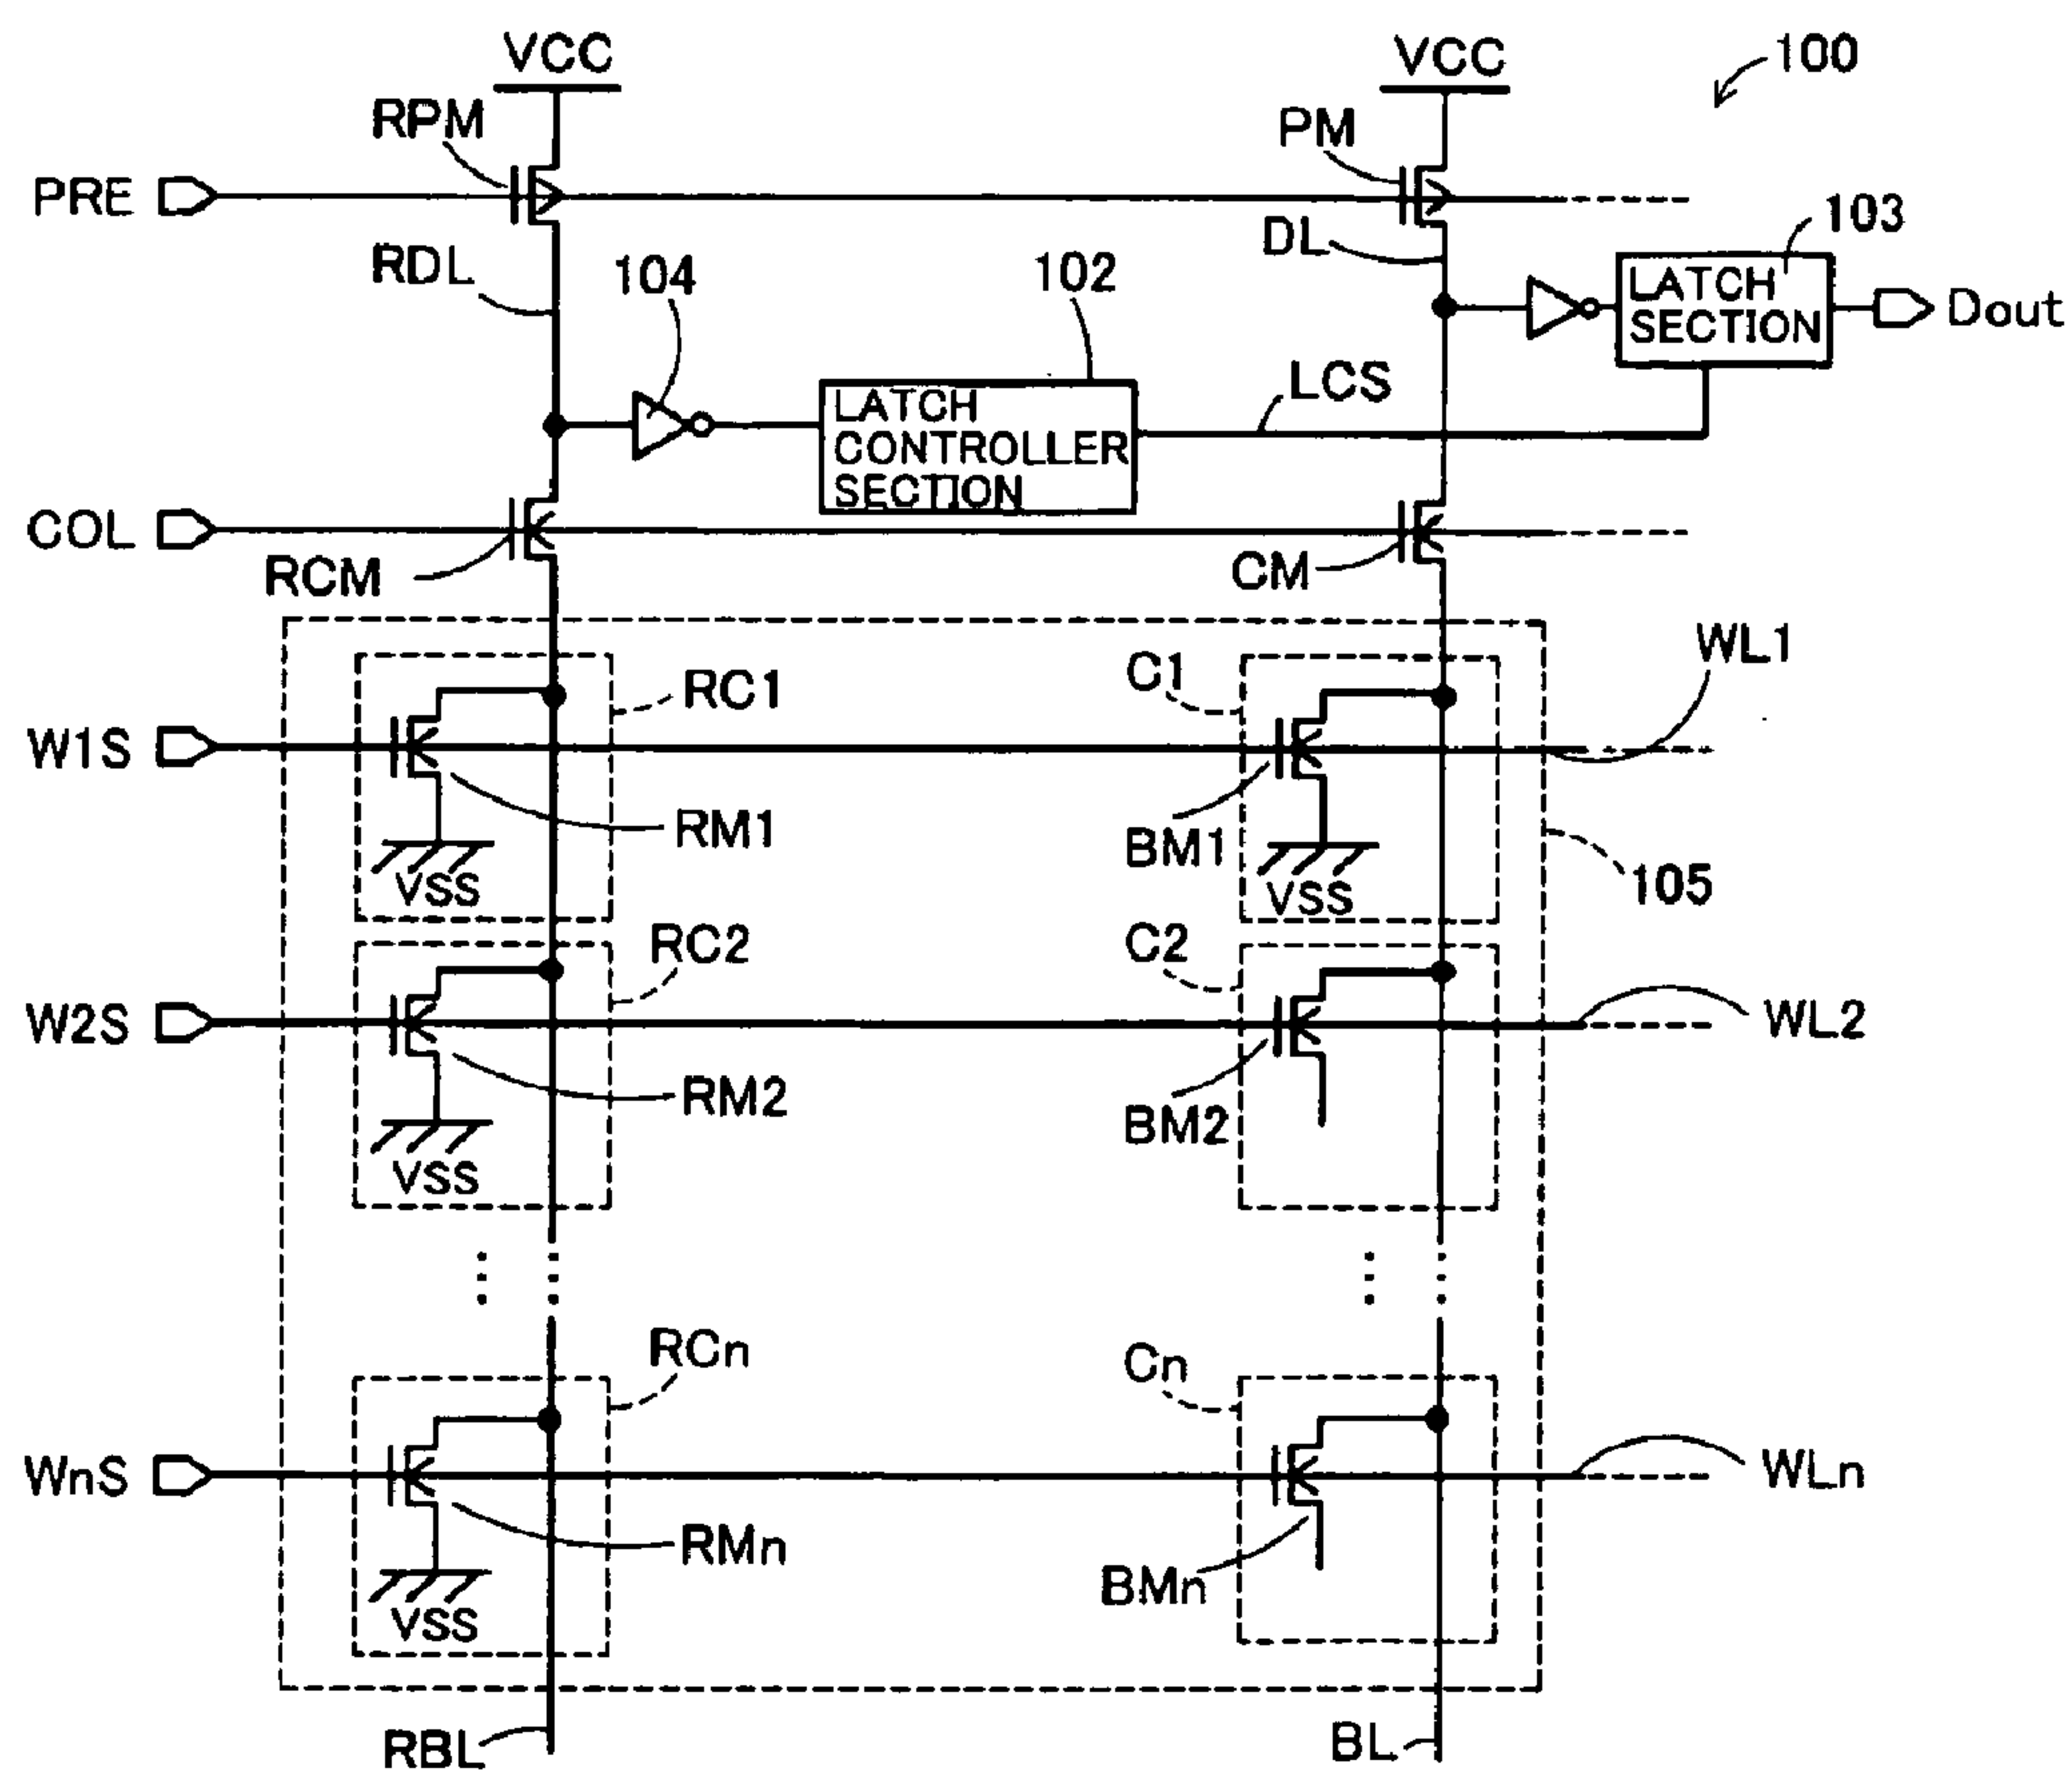 VCC
VCC
100
RPM
PM
PRE
RDL
104
102
DL
103
LATCH
SECTION
Dout
LATCH
CONTROLLER
SECTION
LCS
COL
RCM
CM
RC1
C1
WL1
W1S
RM1
BM1
VSS
VSS
105
RC2
C2
W2S
WL2
RM2
BM2
VSS
RCn
Cn
WnS
WLn
RMn
BMn
VSS
RBL
BL